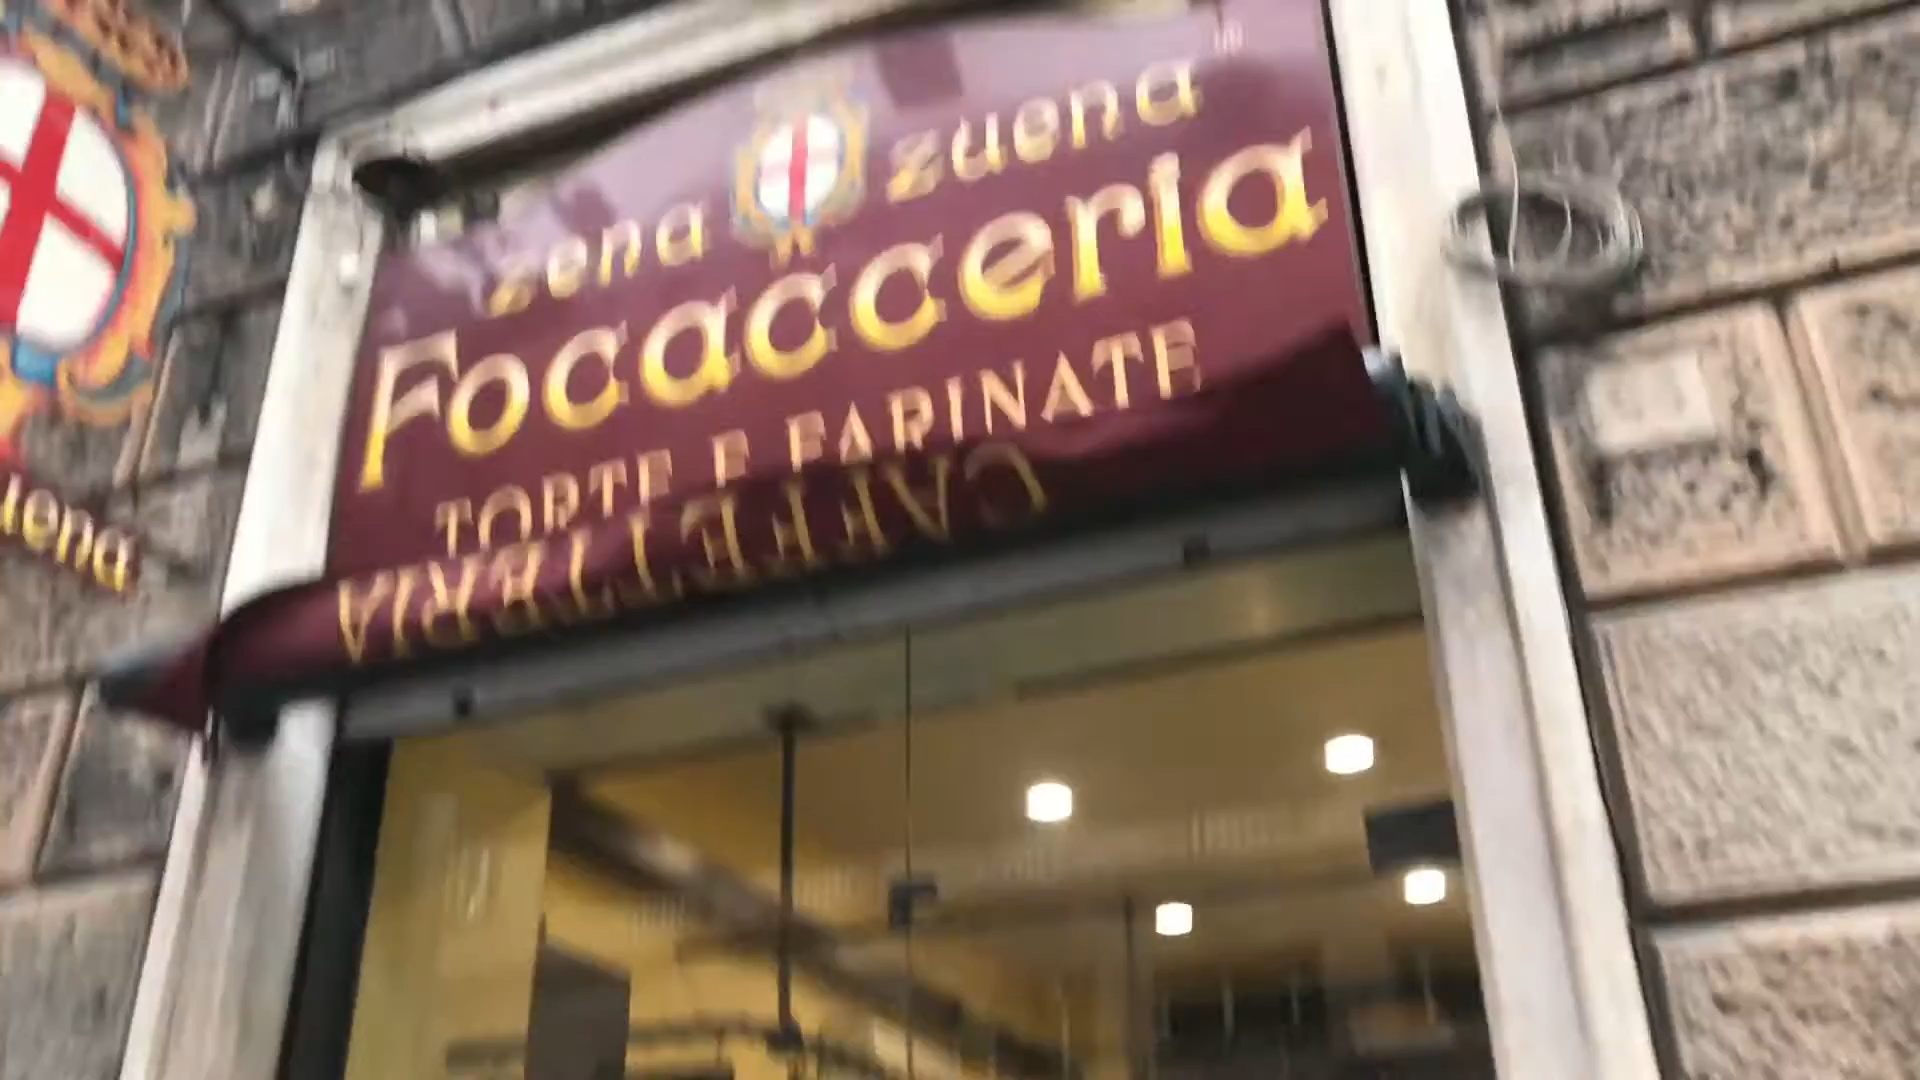 zena zuena
Focacceria
TORTE E FARINATE
CAFFETTERIA